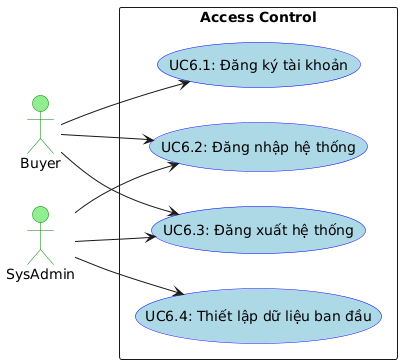 Access Control
UC6.1: Đăng ký tài khoản
Buyer
UC6.2: Đăng nhập hệ thống
UC6.3: Đăng xuất hệ thống
SysAdmin
UC6.4: Thiết lập dữ liệu ban đầu